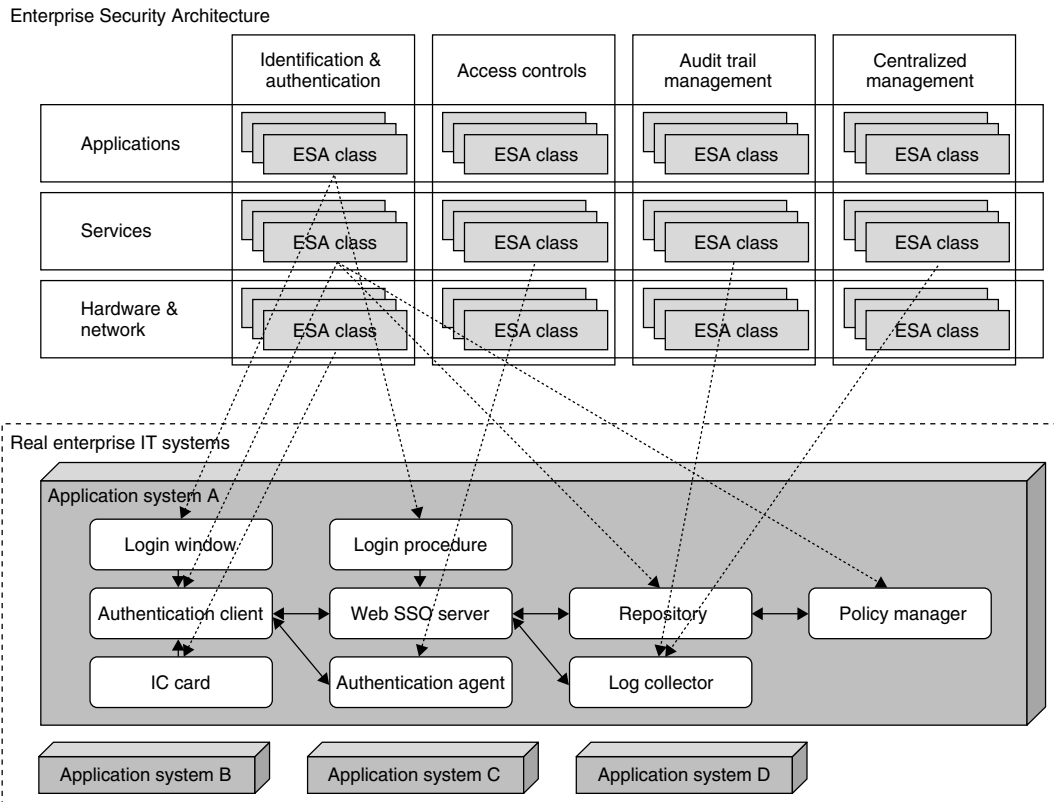 Enterprise Security Architecture
Identification &
authentication
Access controls
Audit trail
management
Centralized
management
Applications
ESA class
ESA class
ESA class
ESA class
Services
ESA class
ESA class
ESA class
ESA class
Hardware &
network
ESA class
ESA class
ESA class
ESA class
Real enterprise IT systems
Application system A
Login window
Login procedure
Authentication client
Web SSO server
Repository
Policy manager
IC card
Authentication agent
Log collector
Application system B
Application system C
Application system D